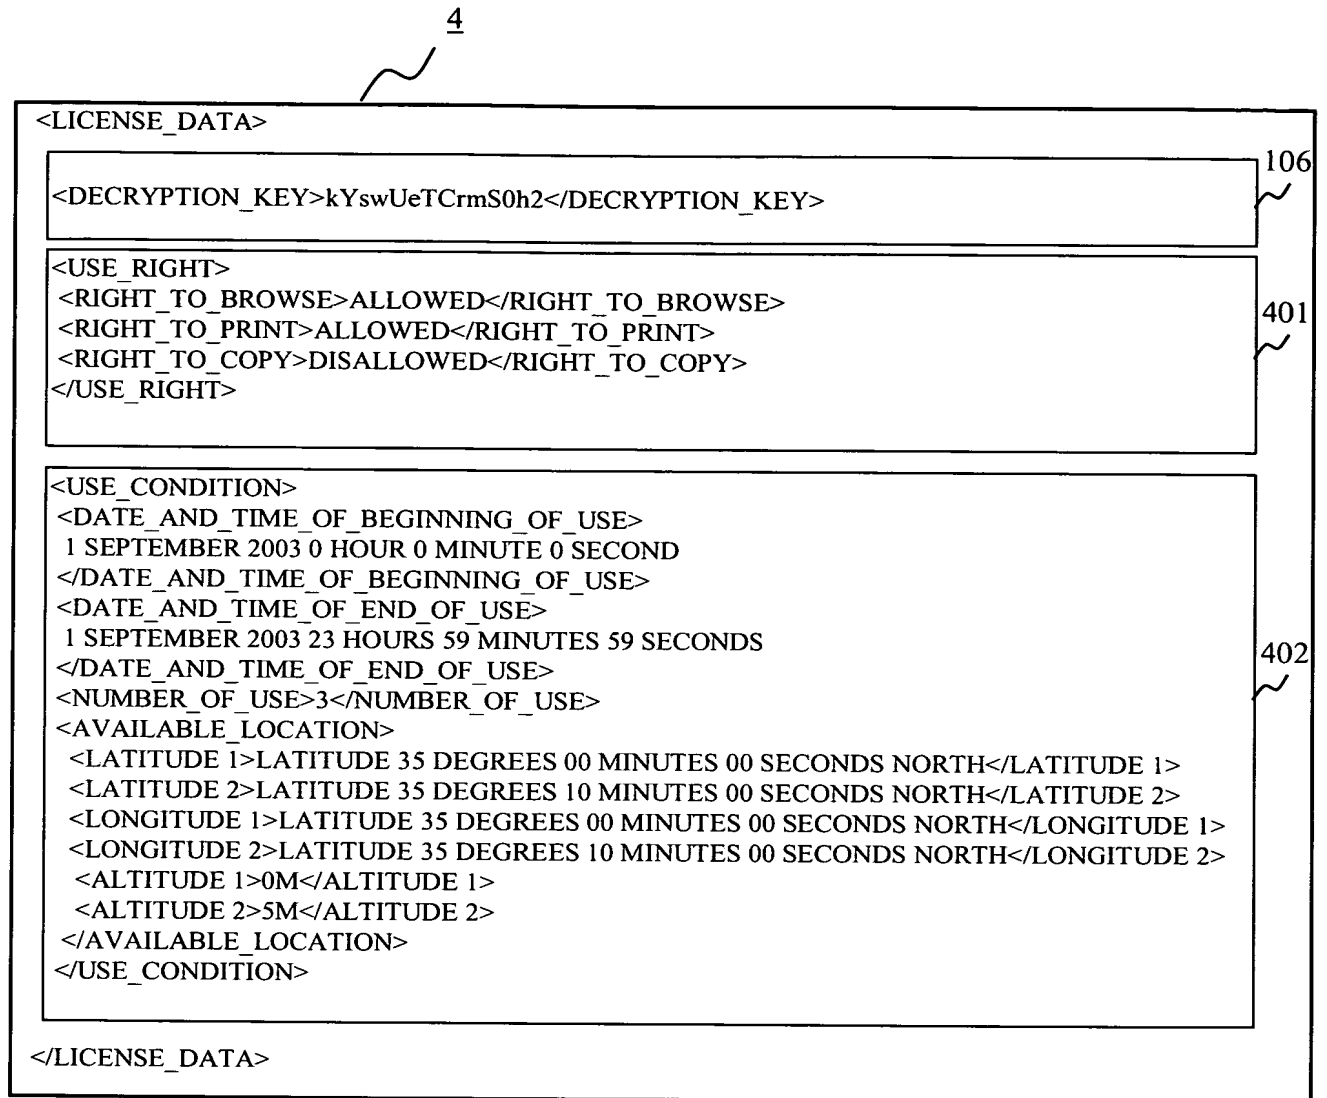 4
<LICENSE_DATA>
106
<DECRYPTION_KEY>kYswUeTCrmS0h2</DECRYPTION_KEY>
<USE_RIGHT>
<RIGHT_TO_BROWSE>ALLOWED</RIGHT_TO_BROWSE>
401
<RIGHT_TO_PRINT>ALLOWED</RIGHT_TO_PRINT>
<RIGHT_TO_COPY>DISALLOWED</RIGHT_TO_COPY>
</USE_RIGHT>
<USE_CONDITION>
<DATE_AND_TIME_OF_BEGINNING_OF_USE>
1 SEPTEMBER 2003 0 HOUR 0 MINUTE 0 SECOND
</DATE_AND_TIME_OF_BEGINNING_OF_USE>
<DATE_AND_TIME_OF_END_OF_USE>
1 SEPTEMBER 2003 23 HOURS 59 MINUTES 59 SECONDS
</DATE_AND_TIME_OF_END_OF_USE>
402
<NUMBER_OF_USE>3</NUMBER_OF_USE>
<AVAILABLE_LOCATION>
<LATITUDE 1>LATITUDE 35 DEGREES 00 MINUTES 00 SECONDS NORTH</LATITUDE 1>
<LATITUDE 2>LATITUDE 35 DEGREES 10 MINUTES 00 SECONDS NORTH</LATITUDE 2>
<LONGITUDE 1>LATITUDE 35 DEGREES 00 MINUTES 00 SECONDS NORTH</LONGITUDE 1>
<LONGITUDE 2>LATITUDE 35 DEGREES 10 MINUTES 00 SECONDS NORTH</LONGITUDE 2>
<ALTITUDE 1>0M</ALTITUDE 1>
<ALTITUDE 2>5M</ALTITUDE 2>
</AVAILABLE_LOCATION>
</USE_CONDITION>
</LICENSE_DATA>